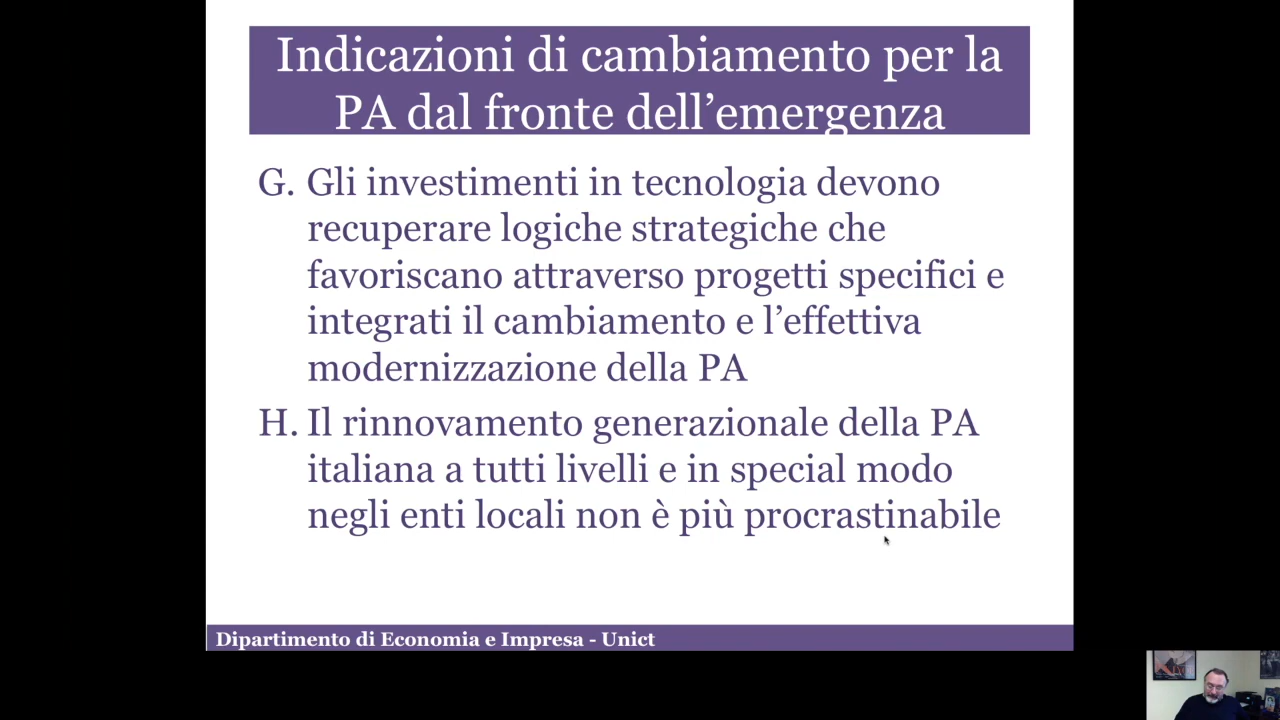 Indicazioni di cambiamento per la
PA dal fronte dell’emergenza
G. Gli investimenti in tecnologia devono
recuperare logiche strategiche che
favoriscano attraverso progetti specifici e
integrati il cambiamento e l’effettiva
modernizzazione della PA
H. Il rinnovamento generazionale della PA
italiana a tutti livelli e in special modo
negli enti locali non è più procrastinabile
Dipartimento di Economia e Impresa - Unict